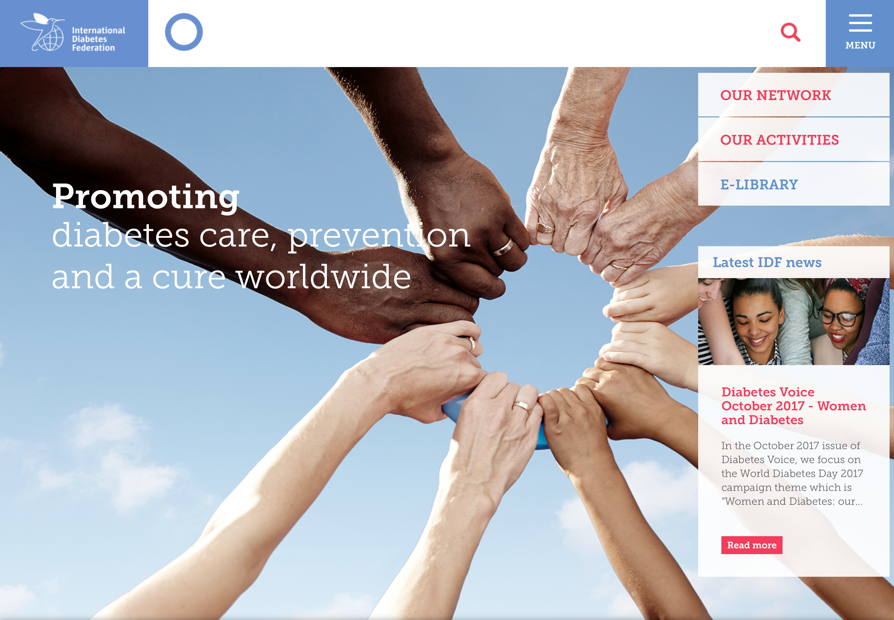 International
Diabetes
Federation
MENU
OUR NETWORK
OUR ACTIVITIES
E-LIBRARY
Promoting
diabetes care, prevention
and a cure worldwide
Latest IDF news
Diabetes Voice
October 2017 - Women
and Diabetes
In the October 2017 issue of
Diabetes Voice, we focus on
the World Diabetes Day 2017
campaign theme which is
“Women and Diabetes: our...
Read more